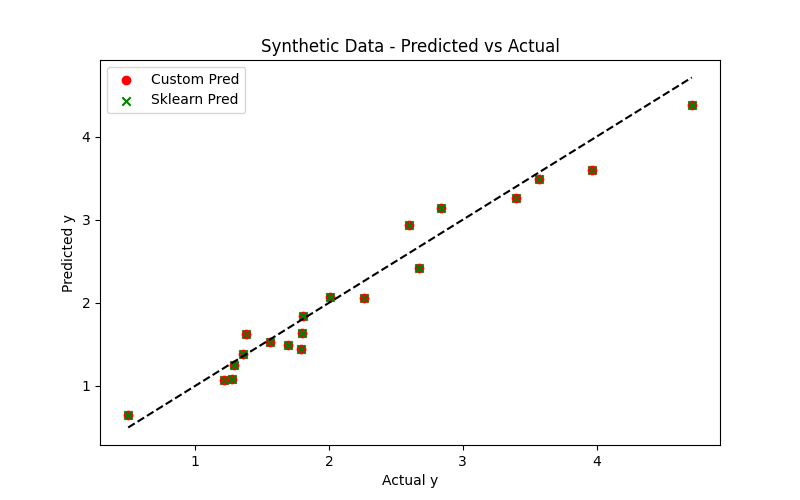 Synthetic Data - Predicted vs Actual
Custom Pred
Sklearn Pred
4
3
2
1
Predicted y
1
2
3
4
Actual y